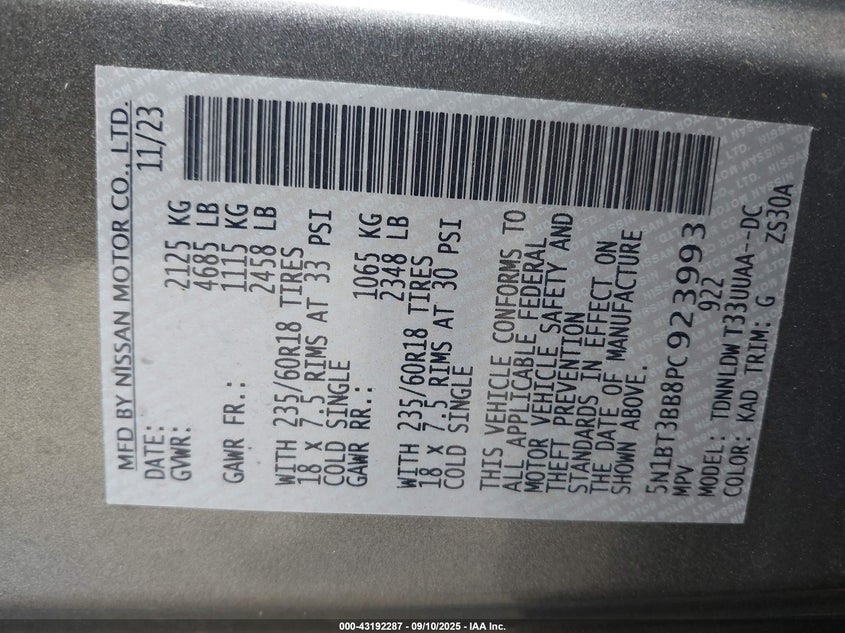 MFD BY NISSAN MOTOR CO., LTD.
DATE: 11/23
GVWR: 2125 KG
4685 LB
GAWR FR.: 1115 KG
2458 LB
WITH 235/60R18 TIRES
18 X 7.5 RIMS AT 33 PSI
COLD SINGLE
GAWR RR.: 1065 KG
2348 LB
WITH 235/60R18 TIRES
18 X 7.5 RIMS AT 30 PSI
COLD SINGLE
THIS VEHICLE CONFORMS TO
ALL APPLICABLE FEDERAL
MOTOR VEHICLE SAFETY AND
THEFT PREVENTION
STANDARDS IN EFFECT ON
THE DATE OF MANUFACTURE
SHOWN ABOVE.
5N1BT3BB8PC923993
MPV 922
MODEL: TDNNLDW T33UUAA--DC
COLOR: KAD TRIM: G ZS30A
000-43192287 - 09/10/2025 - IAA Inc.